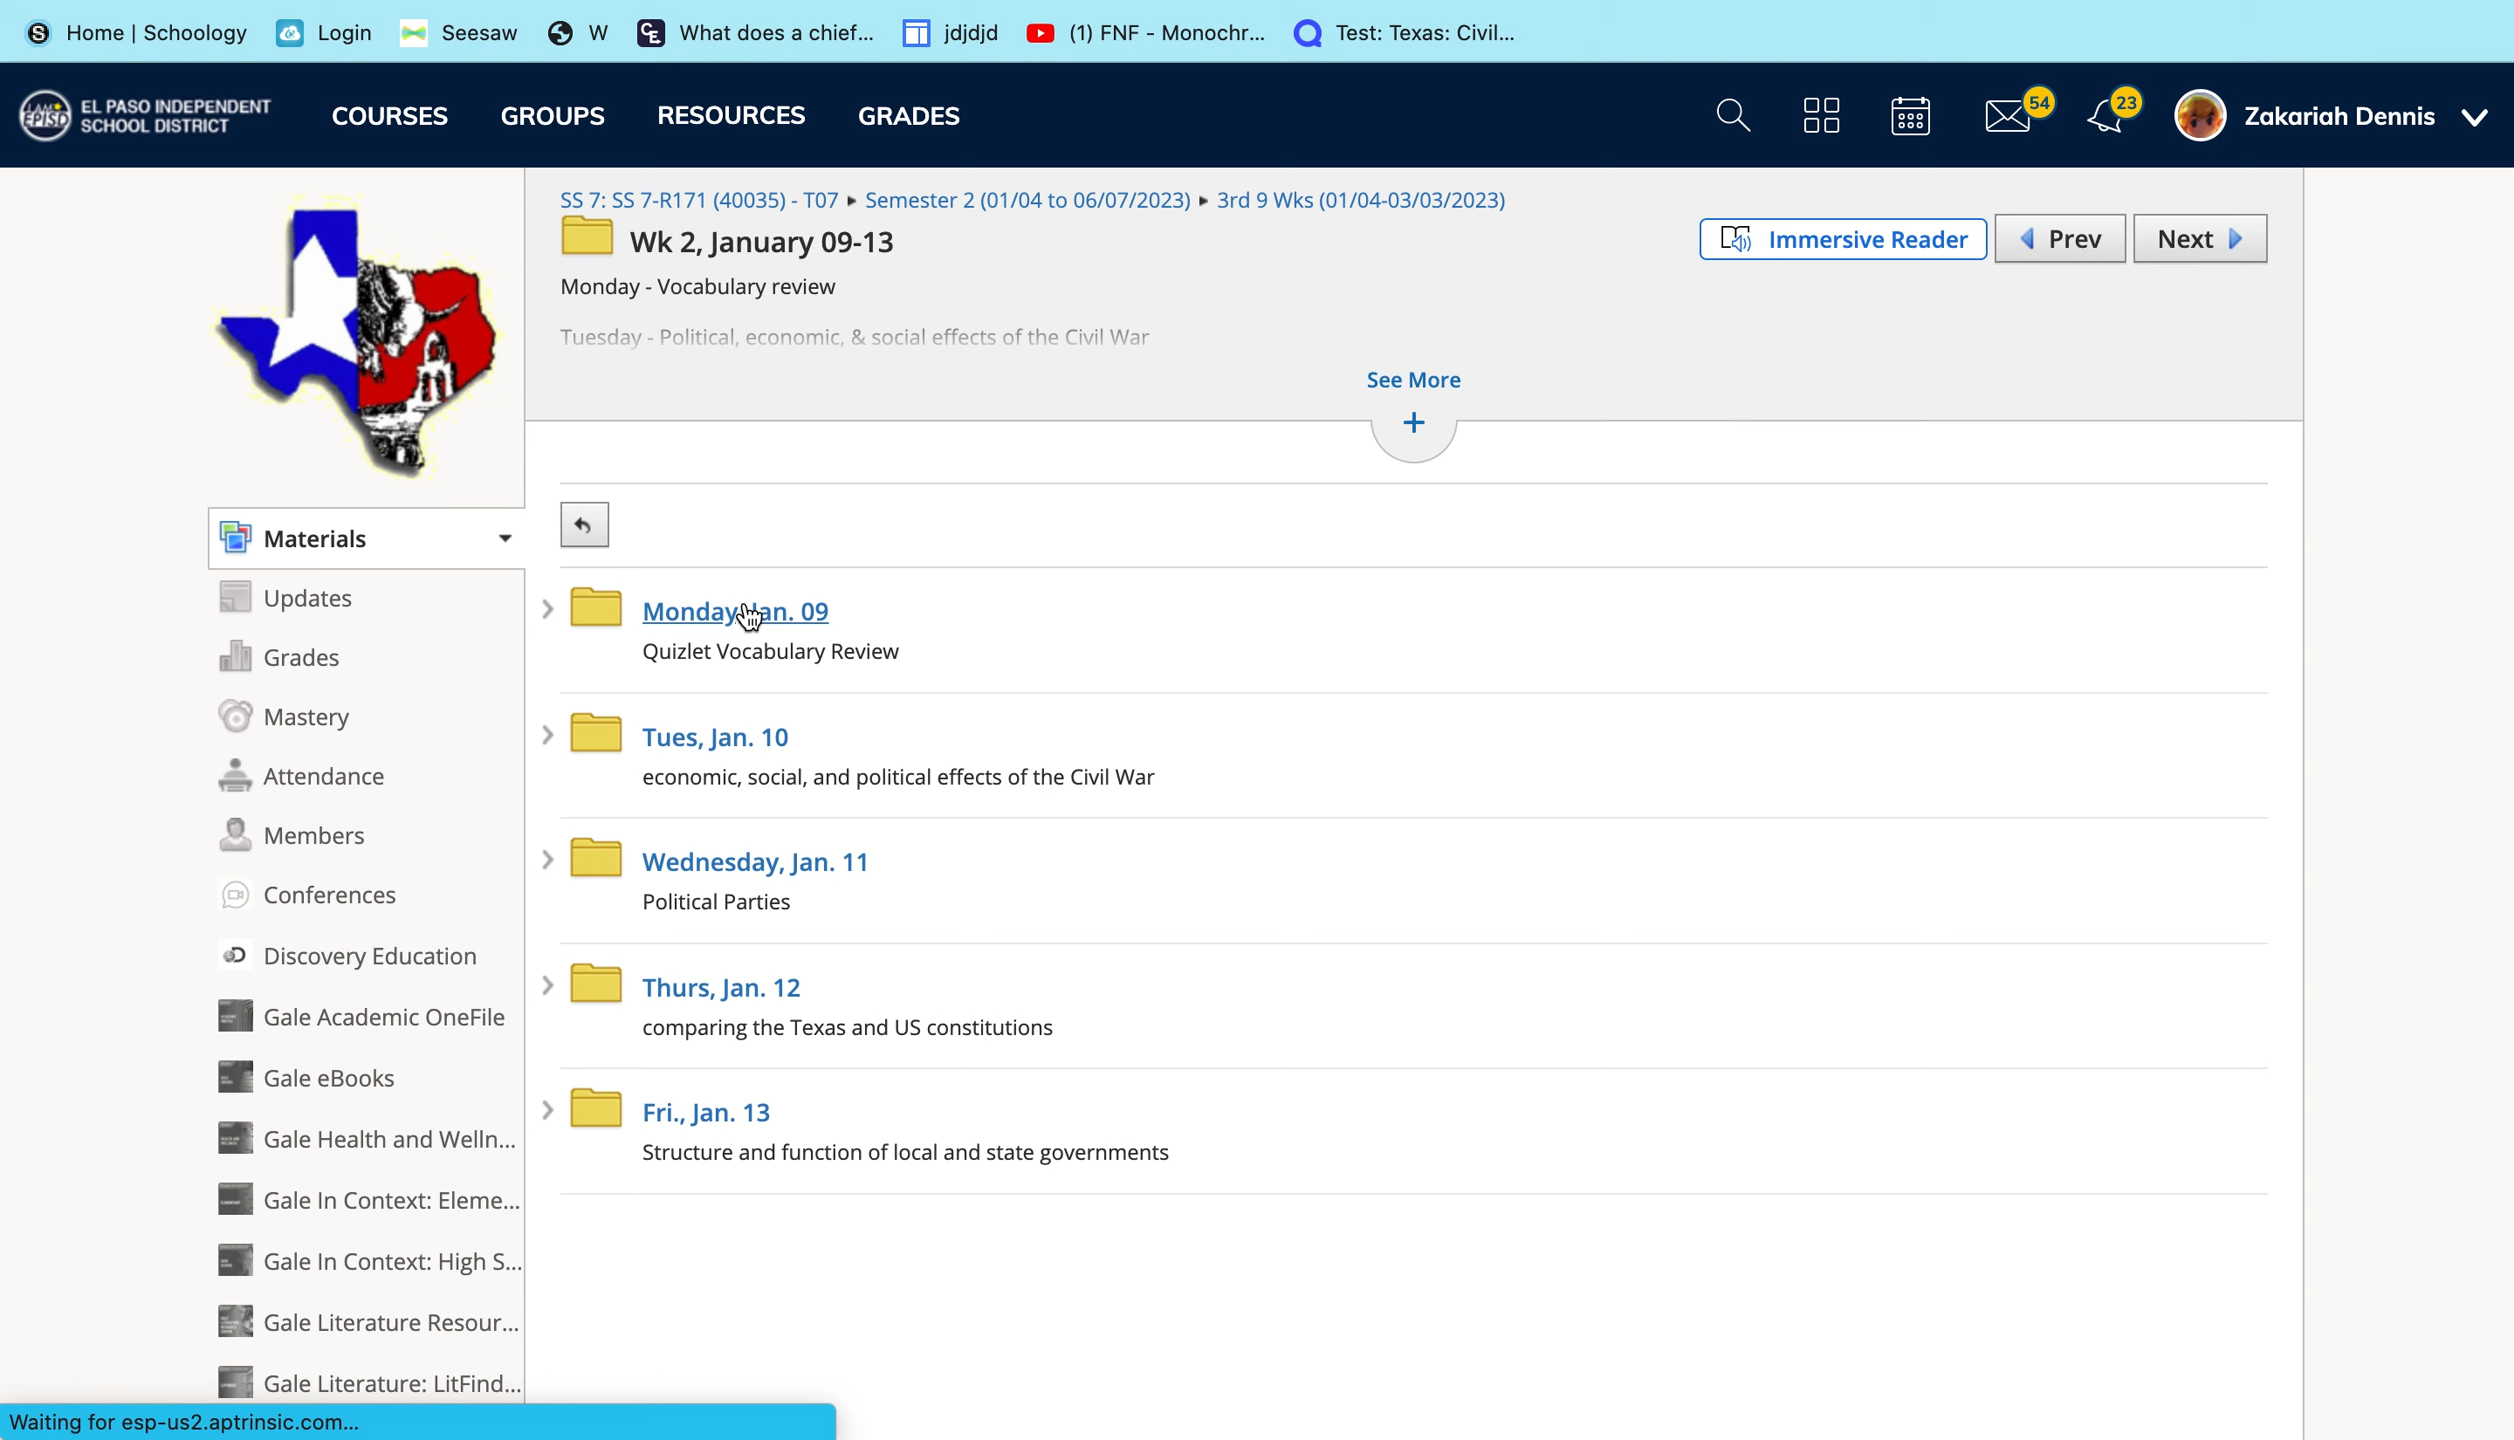 Home | Schoology Login Seesaw W What does a chief... jdjdjd (1) FNF - Monochr... Test: Texas: Civil...
I AM EPISD EL PASO INDEPENDENT SCHOOL DISTRICT
COURSES GROUPS RESOURCES GRADES 54 23 Zakariah Dennis
SS 7: SS 7-R171 (40035) - T07 ▸ Semester 2 (01/04 to 06/07/2023) ▸ 3rd 9 Wks (01/04-03/03/2023)
Wk 2, January 09-13
Immersive Reader Prev Next
Monday - Vocabulary review
Tuesday - Political, economic, & social effects of the Civil War
See More
+
Materials
Updates
Grades
Mastery
Attendance
Members
Conferences
Discovery Education
Gale Academic OneFile
Gale eBooks
Gale Health and Welln...
Gale In Context: Eleme...
Gale In Context: High S...
Gale Literature Resour...
Gale Literature: LitFind...
Monday, Jan. 09
Quizlet Vocabulary Review
Tues, Jan. 10
economic, social, and political effects of the Civil War
Wednesday, Jan. 11
Political Parties
Thurs, Jan. 12
comparing the Texas and US constitutions
Fri., Jan. 13
Structure and function of local and state governments
Waiting for esp-us2.aptrinsic.com...